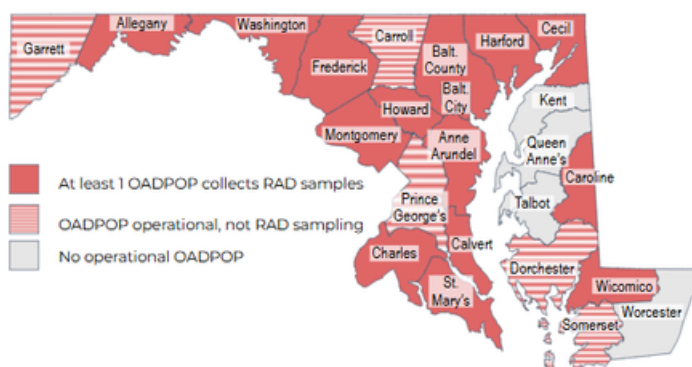 Garrett
Allegany
Washington
Frederick
Carroll
Balt.
County
Balt.
City
Harford
Cecil
Howard
Montgomery
Anne
Arundel
Kent
Queen
Anne's
Caroline
Talbot
Prince
George's
Calvert
Charles
St.
Mary's
Dorchester
Wicomico
Worcester
Somerset
At least 1 OADPOP collects RAD samples
OADPOP operational, not RAD sampling
No operational OADPOP